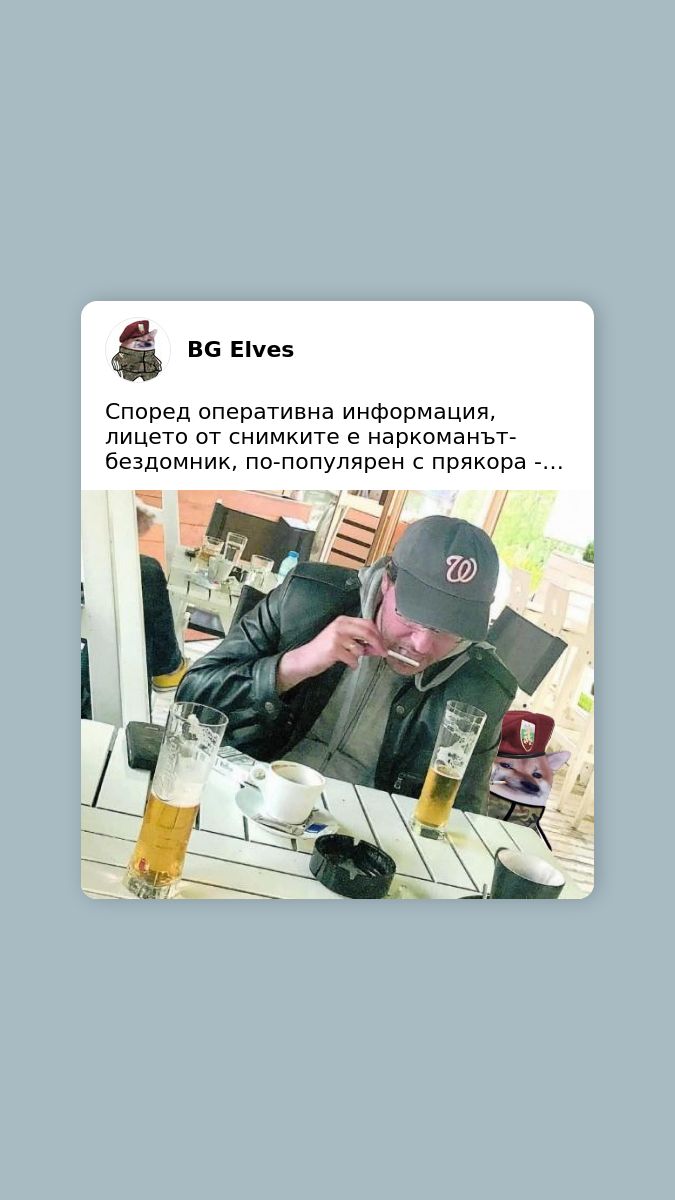 BG Elves
Според оперативна информация,
лицето от снимките е наркоманът-
бездомник, по-популярен с прякора -...
W